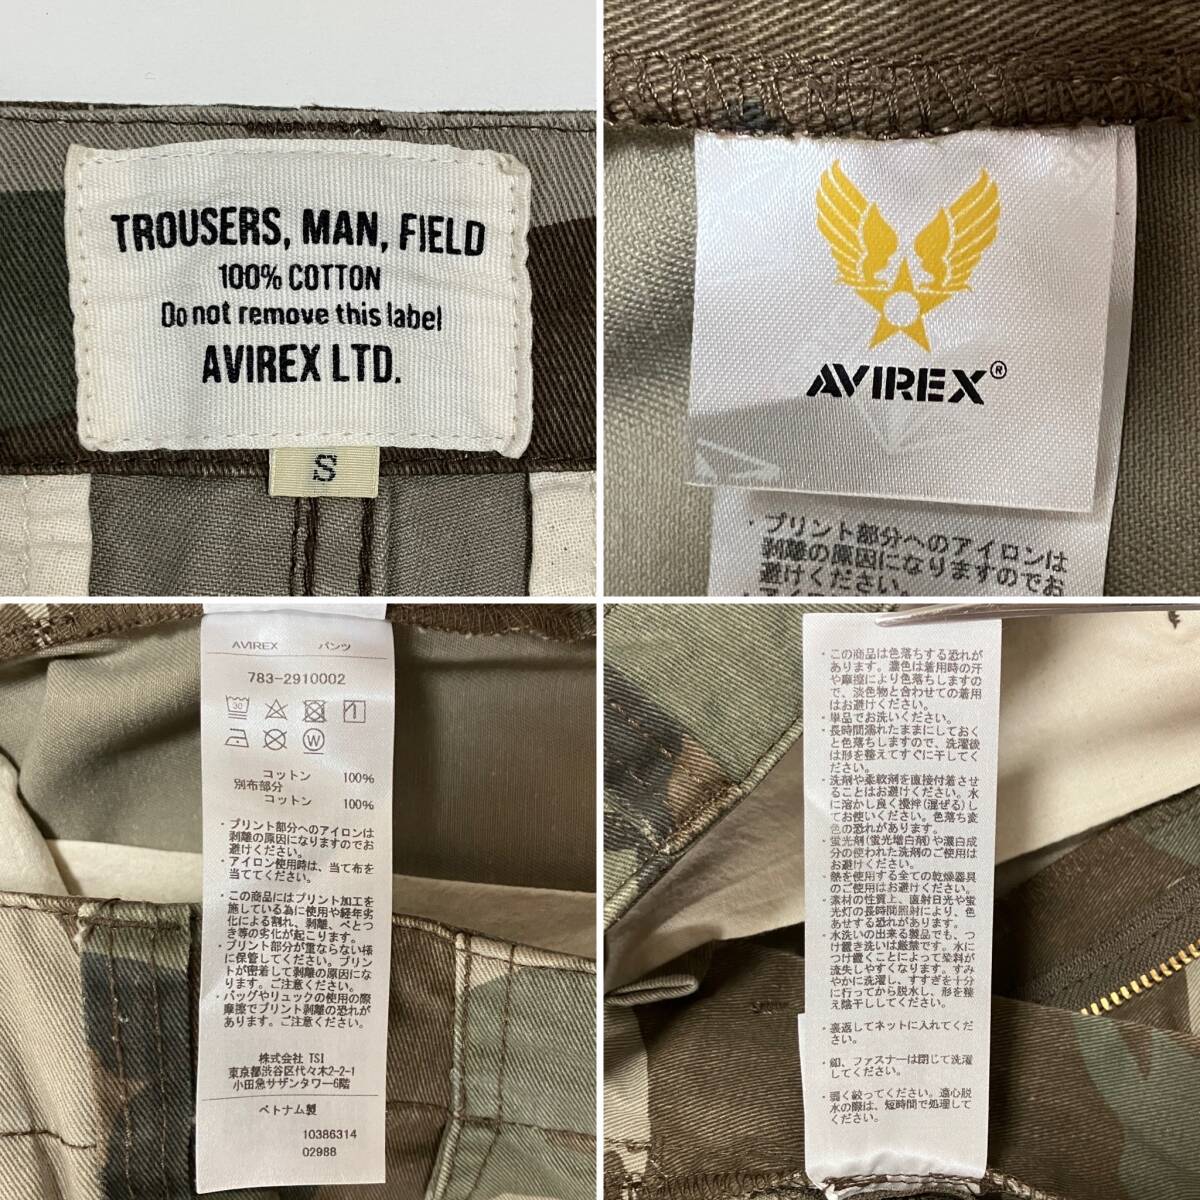 TROUSERS, MAN, FIELD
100% COTTON
Do not remove this label
AVIREX LTD.
S
AVIREX®
・プリント部分へのアイロンは
剥離の原因になりますのでお
避けください。
AVIREX パンツ
783-2910002
30
W
コットン 100%
別布部分
コットン 100%
・プリント部分へのアイロンは
剥離の原因になりますのでお
避けください。
・アイロン使用時は、当て布を
当ててください。
・この商品にはプリント加工を
施している為に使用や経年劣
化による割れ、剥離、べとつ
き等の劣化が起こります。
・プリント部分が重ならない様
に保管してください。プリン
トが密着して剥離の原因にな
ります。ご注意ください。
・バッグやリュックの使用の際
摩擦でプリント剥離の恐れが
あります。ご注意ください。
株式会社 TSI
東京都渋谷区代々木2-2-1
小田急サザンタワー6階
ベトナム製
10386314
02988
・この商品は色落ちする恐れが
あります。濃色は着用時の汗
や摩擦により色落ちしますの
で、淡色物と合わせての着用
はお避けください。
・単品でお洗いください。
・長時間濡れたままにしておく
と色落ちしますので、洗濯後
は形を整えてすぐに干してく
ださい。
・洗剤や柔軟剤を直接付着させ
ることはお避けください。水
に溶かし良く攪拌(混ぜる)し
てお使いください。色落ち変
色の恐れがあります。
・蛍光剤(蛍光増白剤)や漂白成
分の使われた洗剤のご使用は
お避けください。
・熱を使用する全ての乾燥器具
のご使用はお避けください。
・素材の性質上、直射日光や蛍
光灯の長時間照射により、色
あせする恐れがあります。
・水洗いの出来る製品でも、つ
け置き洗いは厳禁です。水に
つけ置くことによって染料が
流失しやすくなります。すみ
やかに洗濯し、すすぎを十分
に行ってから脱水し、形を整
え陰干ししてください。
・裏返してネットに入れてくだ
さい。
・釦、ファスナーは閉じて洗濯
してください。
・弱く絞ってください。遠心脱
水の際は、短時間で処理して
ください。